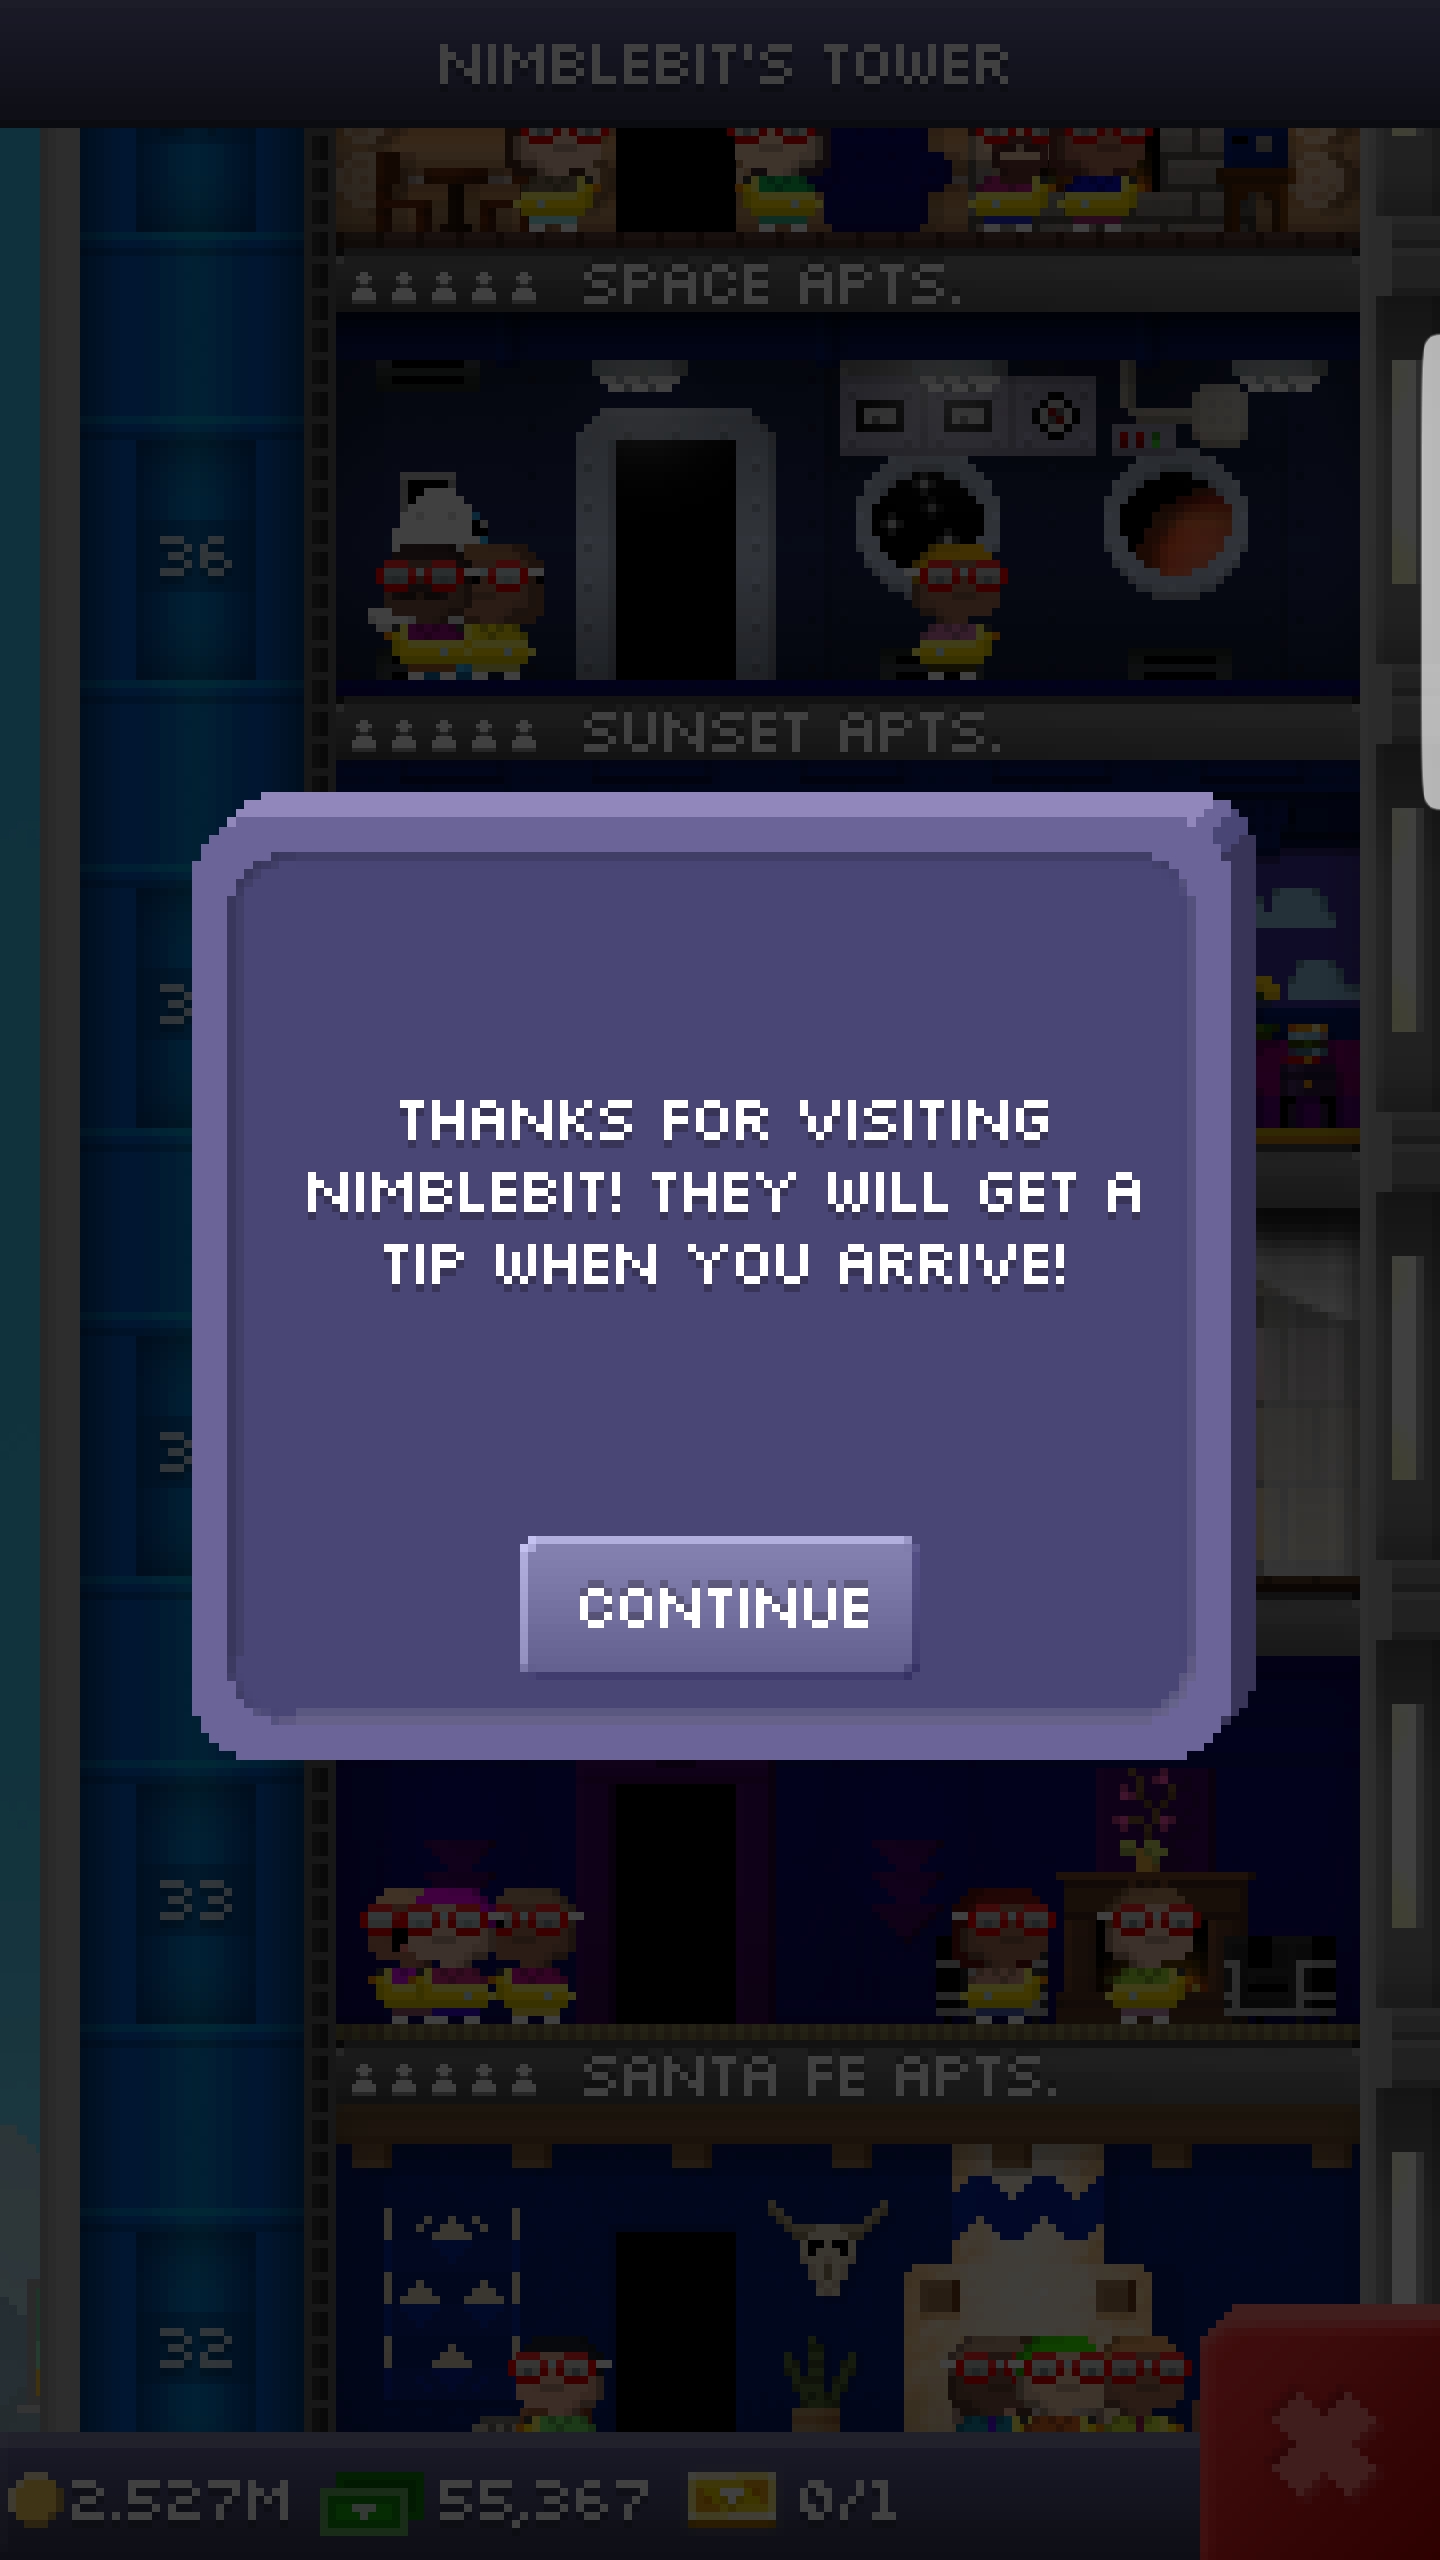 NIMBLEBIT'S TOWER
SPACE APTS.
36
SUNSET APTS.
THANKS FOR VISITING
NIMBLEBIT! THEY WILL GET A
TIP WHEN YOU ARRIVE!
CONTINUE
33
SANTA FE APTS.
32
2.527M 55,367 0/1